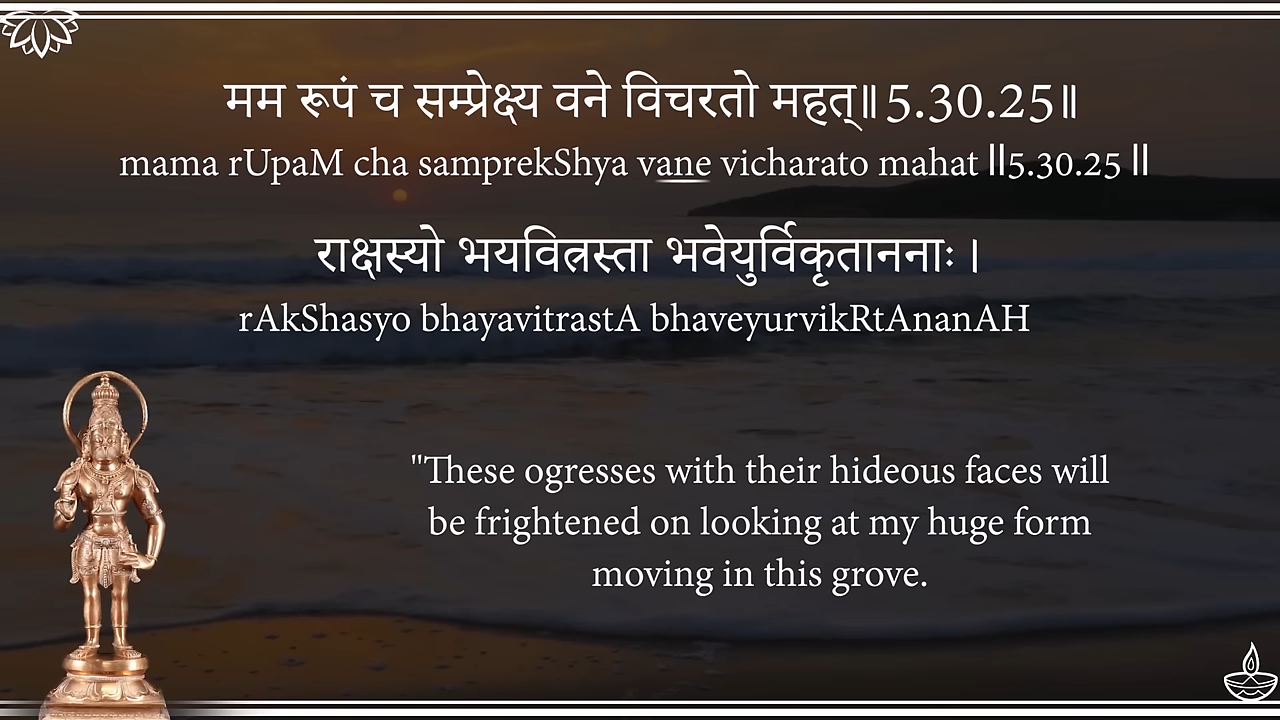 मम रूपं च सम्प्रेक्ष्य वने विचरतो महत्॥5.30.25॥
mama rUpaM cha samprekShya vane vicharato mahat ||5.30.25 ||
राक्षस्यो भयवित्रस्ता भवेयुर्विकृताननाः ।
rAkShasyo bhayavitrastA bhaveyurvikRtAnanAH
"These ogresses with their hideous faces will
be frightened on looking at my huge form
moving in this grove.